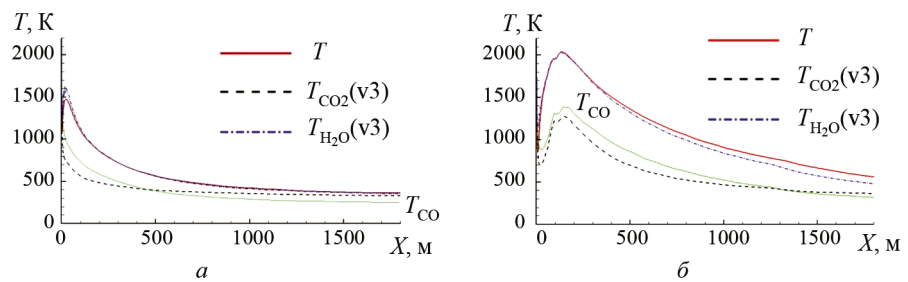 T, К
2000
1500
1000
500
0
T
T_CO2(v3)
T_H₂O(v3)
T_CO
0
500
1000
1500
X, м
а
T, К
2000
1500
1000
500
0
T
T_CO2(v3)
T_H₂O(v3)
T_CO
0
500
1000
1500
X, м
б